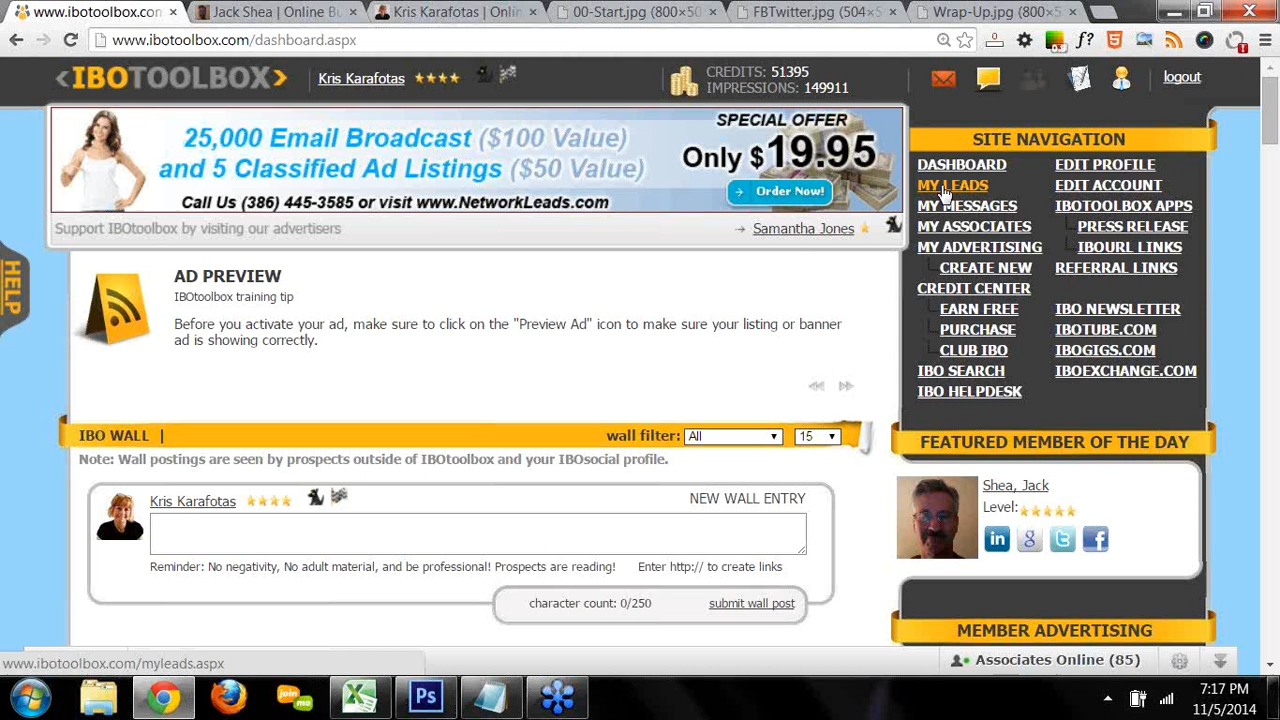 www.ibotoolbox.com
Jack Shea | Online Bu
Kris Karafotas | Onlin
00-Start.jpg (800×50
FBTwitter.jpg (504×5
Wrap-Up.jpg (800×5
www.ibotoolbox.com/dashboard.aspx
<IBOTOOLBOX>
Kris Karafotas
CREDITS: 51395
IMPRESSIONS: 149911
logout
25,000 Email Broadcast ($100 Value)
and 5 Classified Ad Listings ($50 Value)
SPECIAL OFFER
Only $19.95
Order Now!
Call Us (386) 445-3585 or visit www.NetworkLeads.com
Support IBOtoolbox by visiting our advertisers
Samantha Jones
HELP
AD PREVIEW
IBOtoolbox training tip
Before you activate your ad, make sure to click on the "Preview Ad" icon to make sure your listing or banner
ad is showing correctly.
IBO WALL |
wall filter: All 15
Note: Wall postings are seen by prospects outside of IBOtoolbox and your IBOsocial profile.
Kris Karafotas
NEW WALL ENTRY
Reminder: No negativity, No adult material, and be professional! Prospects are reading!
Enter http:// to create links
character count: 0/250
submit wall post
SITE NAVIGATION
DASHBOARD
MY LEADS
MY MESSAGES
MY ASSOCIATES
MY ADVERTISING
CREATE NEW
CREDIT CENTER
EARN FREE
PURCHASE
CLUB IBO
IBO SEARCH
IBO HELPDESK
EDIT PROFILE
EDIT ACCOUNT
IBOTOOLBOX APPS
PRESS RELEASE
IBOURL LINKS
REFERRAL LINKS
IBO NEWSLETTER
IBOTUBE.COM
IBOGIGS.COM
IBOEXCHANGE.COM
FEATURED MEMBER OF THE DAY
Shea, Jack
Level:
MEMBER ADVERTISING
www.ibotoolbox.com/myleads.aspx
Associates Online (85)
join
me
Ps
7:17 PM
11/5/2014